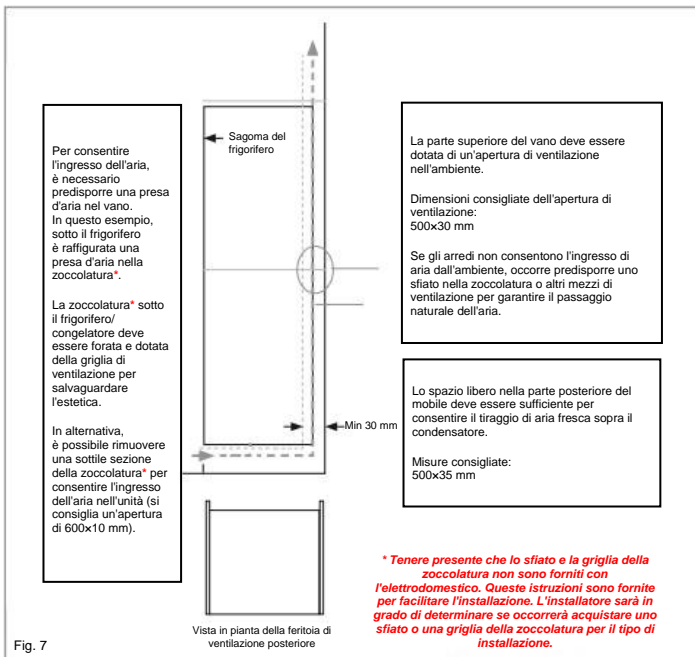 Per consentire
l'ingresso dell'aria,
è necessario
predisporre una presa
d'aria nel vano.
In questo esempio,
sotto il frigorifero
è raffigurata una
presa d'aria nella
zoccolatura*.
La zoccolatura* sotto
il frigorifero/
congelatore deve
essere forata e dotata
della griglia di
ventilazione per
salvaguardare
l'estetica.
In alternativa,
è possibile rimuovere
una sottile sezione
della zoccolatura* per
consentire l'ingresso
dell'aria nell'unità (si
consiglia un'apertura
di 600×10 mm).
Sagoma del
frigorifero
Min 30 mm
La parte superiore del vano deve essere
dotata di un'apertura di ventilazione
nell'ambiente.
Dimensioni consigliate dell'apertura di
ventilazione:
500×30 mm
Se gli arredi non consentono l'ingresso di
aria dall'ambiente, occorre predisporre uno
sfiato nella zoccolatura o altri mezzi di
ventilazione per garantire il passaggio
naturale dell'aria.
Lo spazio libero nella parte posteriore del
mobile deve essere sufficiente per
consentire il tiraggio di aria fresca sopra il
condensatore.
Misure consigliate:
500×35 mm
* Tenere presente che lo sfiato e la griglia della
zoccolatura non sono forniti con
l'elettrodomestico. Queste istruzioni sono fornite
per facilitare l'installazione. L'installatore sarà in
grado di determinare se occorrerà acquistare uno
sfiato o una griglia della zoccolatura per il tipo di
installazione.
Vista in pianta della feritoia di
ventilazione posteriore
Fig. 7